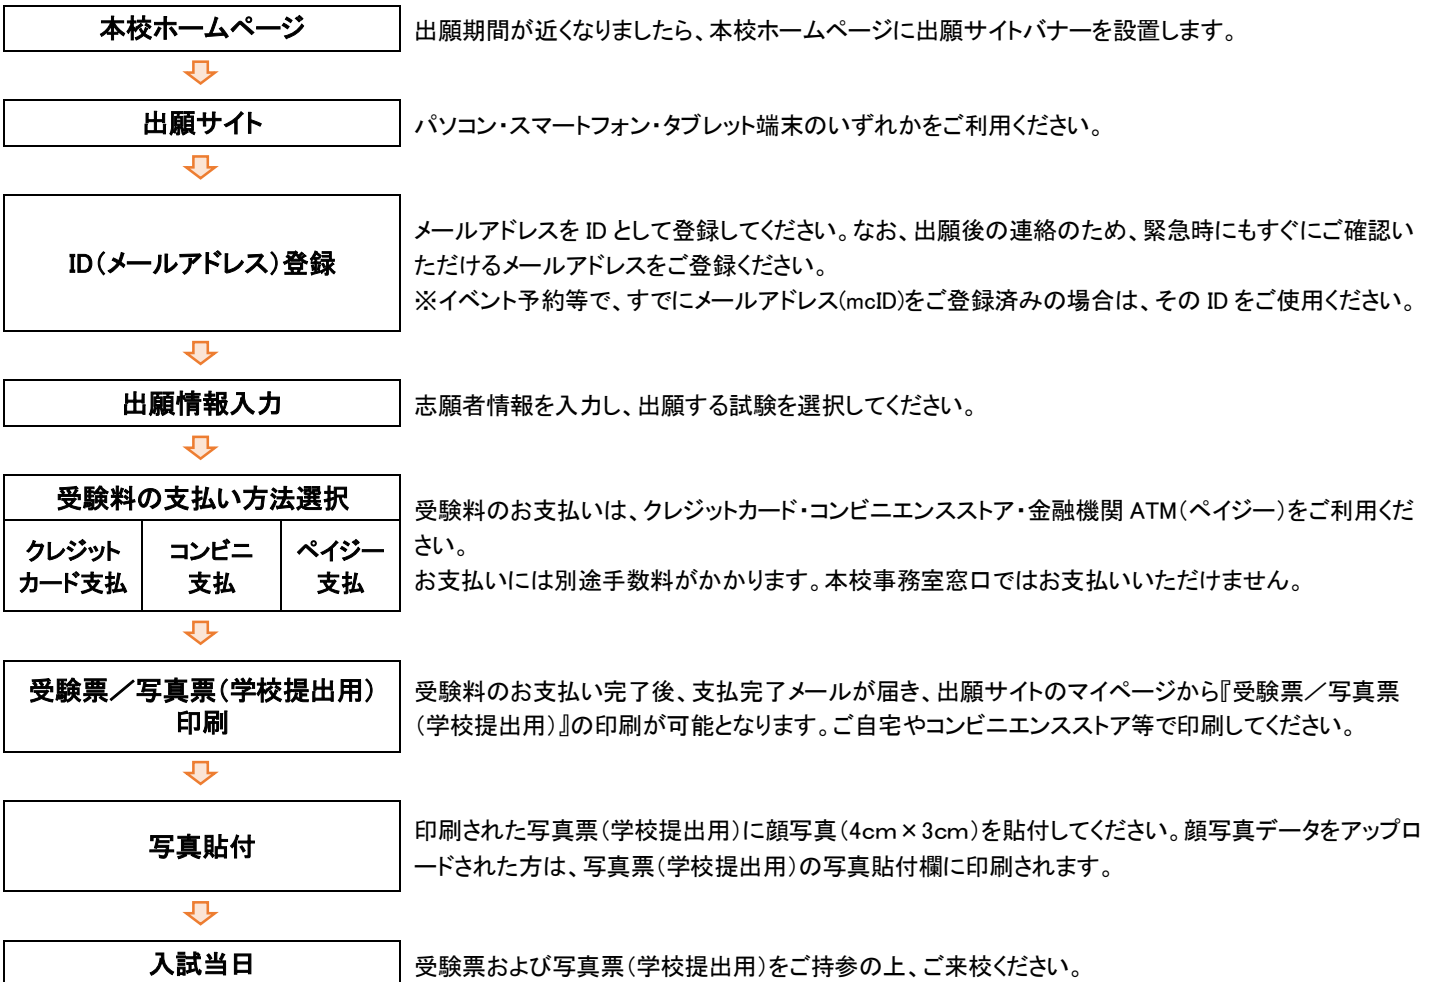 本校ホームページ
出願期間が近くなりましたら、本校ホームページに出願サイトバナーを設置します。
出願サイト
パソコン・スマートフォン・タブレット端末のいずれかをご利用ください。
ID(メールアドレス)登録
メールアドレスを ID として登録してください。なお、出願後の連絡のため、緊急時にもすぐにご確認い
ただけるメールアドレスをご登録ください。
※イベント予約等で、すでにメールアドレス(mcID)をご登録済みの場合は、その ID をご使用ください。
出願情報入力
志願者情報を入力し、出願する試験を選択してください。
受験料の支払い方法選択
クレジット
カード支払
コンビニ
支払
ペイジー
支払
受験料のお支払いは、クレジットカード・コンビニエンスストア・金融機関 ATM(ペイジー)をご利用くだ
さい。
お支払いには別途手数料がかかります。本校事務室窓口ではお支払いいただけません。
受験票/写真票(学校提出用)
印刷
受験料のお支払い完了後、支払完了メールが届き、出願サイトのマイページから『受験票/写真票
(学校提出用)』の印刷が可能となります。ご自宅やコンビニエンスストア等で印刷してください。
写真貼付
印刷された写真票(学校提出用)に顔写真(4cm×3cm)を貼付してください。顔写真データをアップロ
ードされた方は、写真票(学校提出用)の写真貼付欄に印刷されます。
入試当日
受験票および写真票(学校提出用)をご持参の上、ご来校ください。